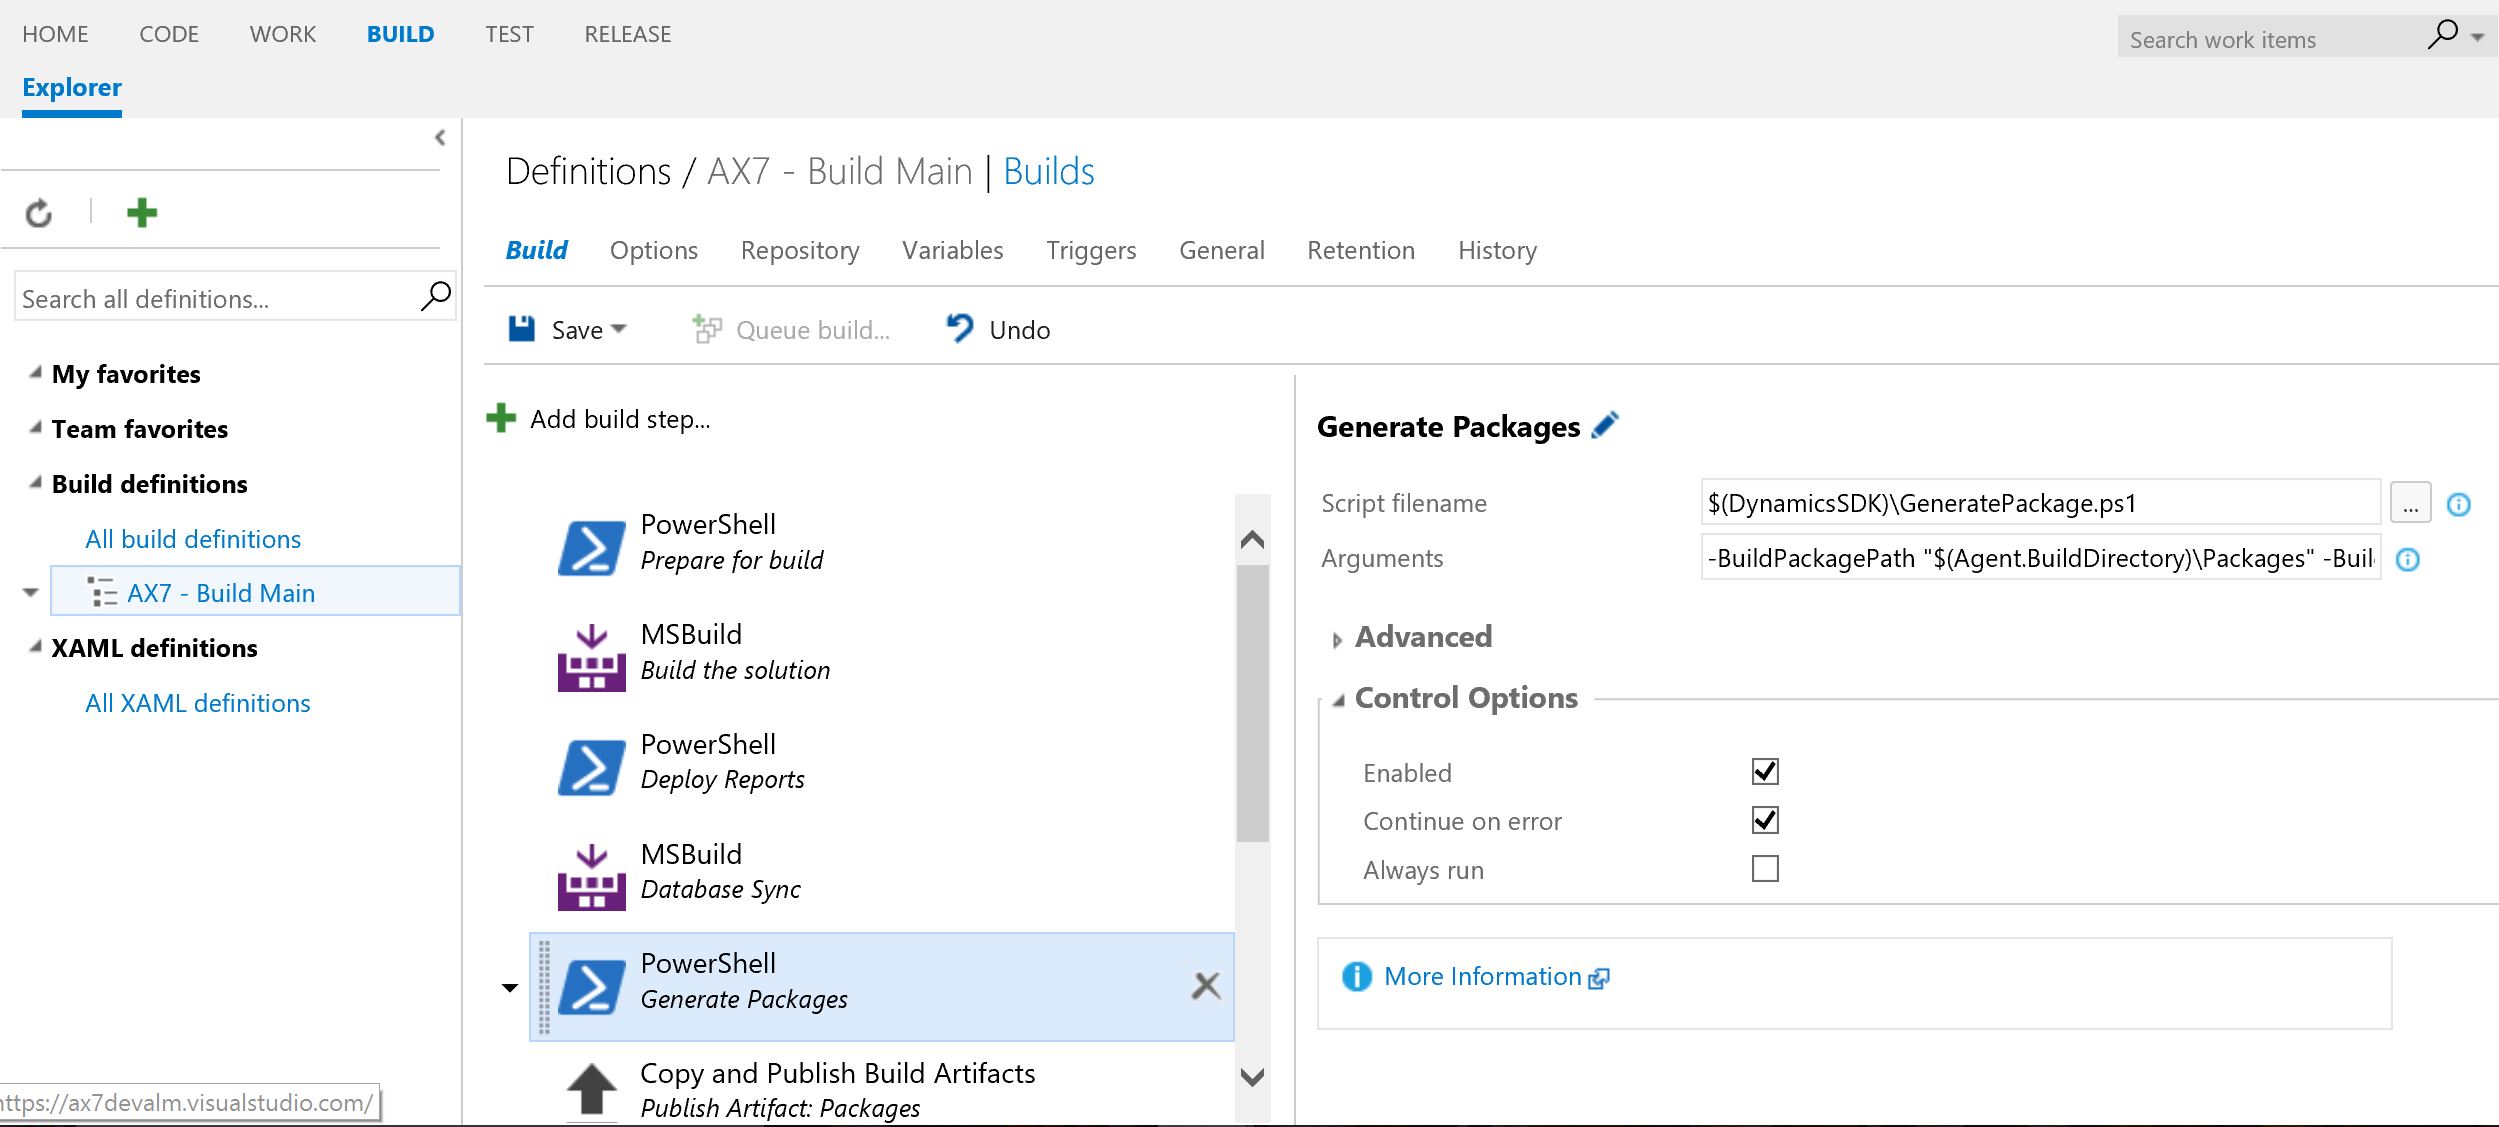 HOME CODE WORK BUILD TEST RELEASE
Search work items
Explorer
Definitions / AX7 - Build Main | Builds
Build Options Repository Variables Triggers General Retention History
Search all definitions...
Save Queue build... Undo
My favorites
Team favorites
Build definitions
All build definitions
AX7 - Build Main
XAML definitions
All XAML definitions
Add build step...
PowerShell
Prepare for build
MSBuild
Build the solution
PowerShell
Deploy Reports
MSBuild
Database Sync
PowerShell
Generate Packages
Copy and Publish Build Artifacts
Publish Artifact: Packages
Generate Packages
Script filename $(DynamicsSDK)\GeneratePackage.ps1 ...
Arguments -BuildPackagePath "$(Agent.BuildDirectory)\Packages" -Buil
Advanced
Control Options
Enabled
Continue on error
Always run
More Information
https://ax7devalm.visualstudio.com/